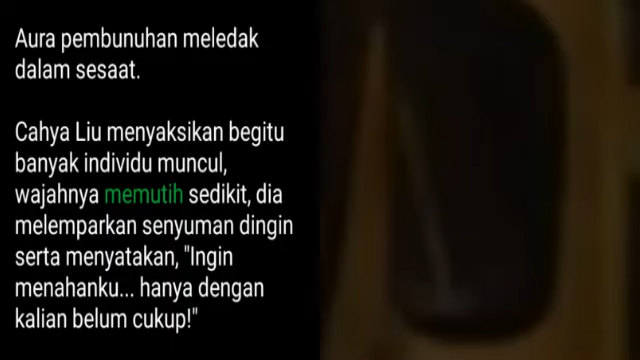 Aura pembunuhan meledak
dalam sesaat.
Cahya Liu menyaksikan begitu
banyak individu muncul,
wajahnya memutih sedikit, dia
melemparkan senyuman dingin
serta menyatakan, "Ingin
menahanku... hanya dengan
kalian belum cukup!"